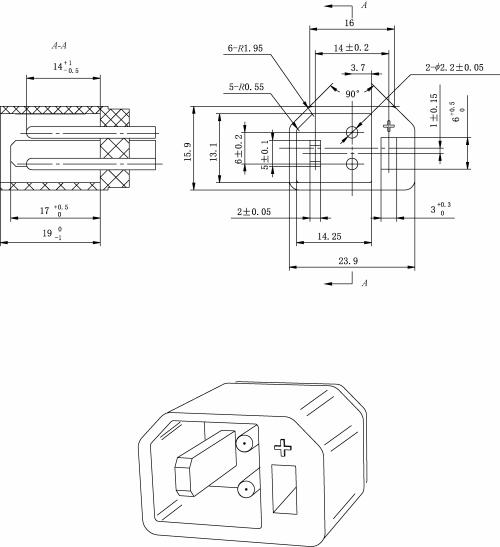 A
16
6-R1.95
14±0.2
A-A
14 +1 -0.5
3.7
2-φ2.2±0.05
5-R0.55
90°
15.9
13.1
6±0.2
5±0.1
1±0.15
6 +0.5 0
17 +0.5 0
2±0.05
3 +0.3 0
19 0 -1
14.25
23.9
A